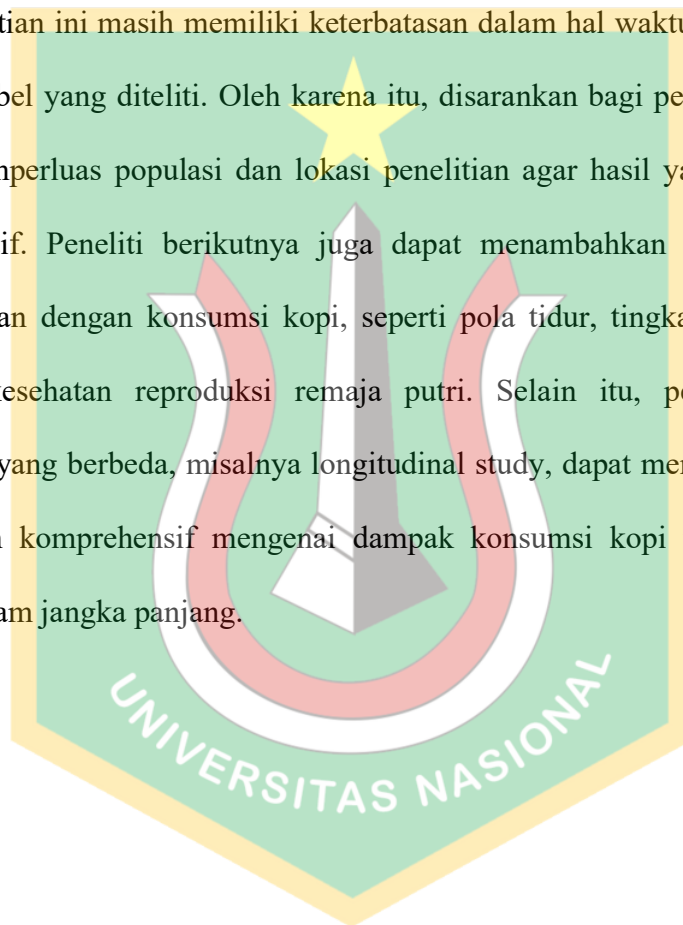 tian ini masih memiliki keterbatasan dalam hal waktu
bel yang diteliti. Oleh karena itu, disarankan bagi pe
nperluas populasi dan lokasi penelitian agar hasil ya
if. Peneliti berikutnya juga dapat menambahkan
an dengan konsumsi kopi, seperti pola tidur, tingka
kesehatan reproduksi remaja putri. Selain itu, pe
yang berbeda, misalnya longitudinal study, dapat mer
n komprehensif mengenai dampak konsumsi kopi
am jangka panjang.
UNIVERSITAS NASIONAL